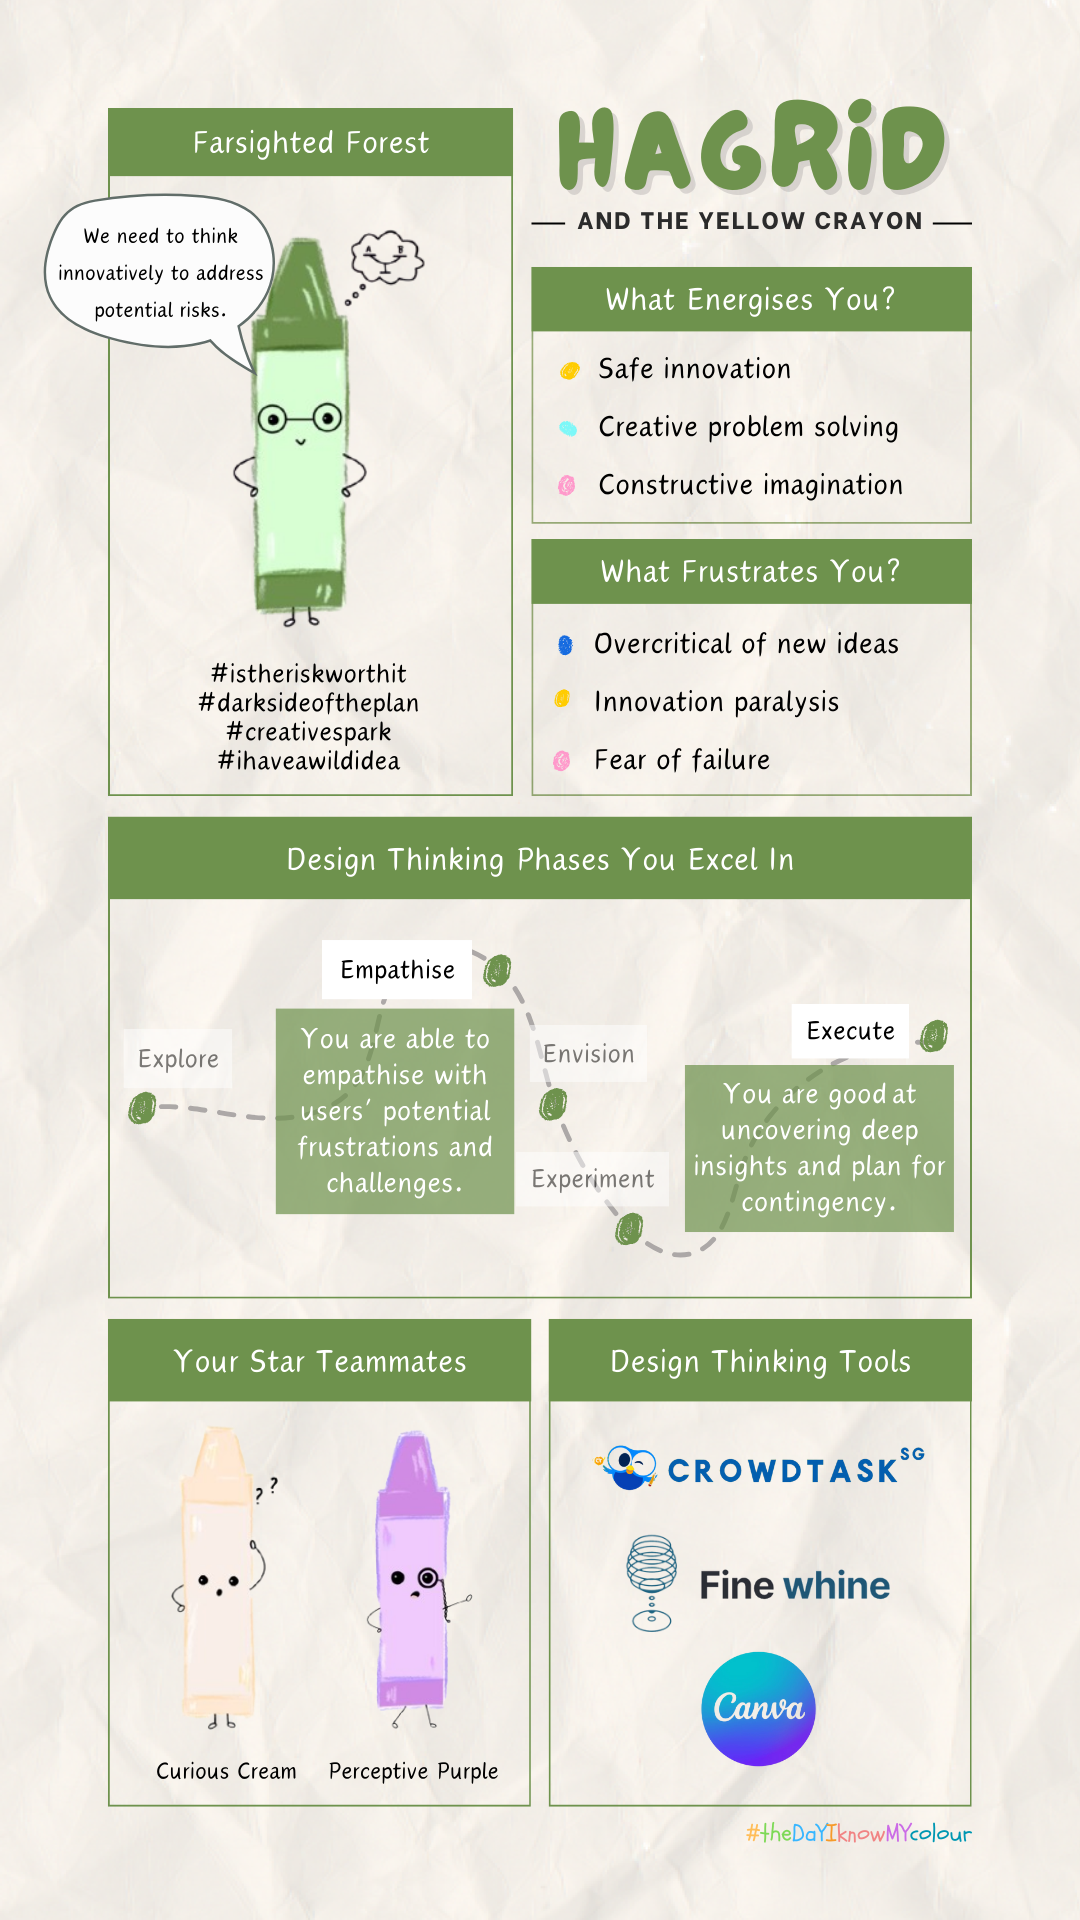 Farsighted Forest
We need to think
innovatively to address
potential risks.
A B
#istheriskworthit
#darksideoftheplan
#creativespark
#ihaveawildidea
HAGRiD
AND THE YELLOW CRAYON
What Energises You?
Safe innovation
Creative problem solving
Constructive imagination
What Frustrates You?
Overcritical of new ideas
Innovation paralysis
Fear of failure
Design Thinking Phases You Excel In
Explore
Empathise
You are able to
empathise with
users' potential
frustrations and
challenges.
Envision
Experiment
Execute
You are good at
uncovering deep
insights and plan for
contingency.
Your Star Teammates
? ?
Curious Cream
Perceptive Purple
Design Thinking Tools
CROWDTASK SG
Fine whine
Canva
#theDaYIknowMYcolour